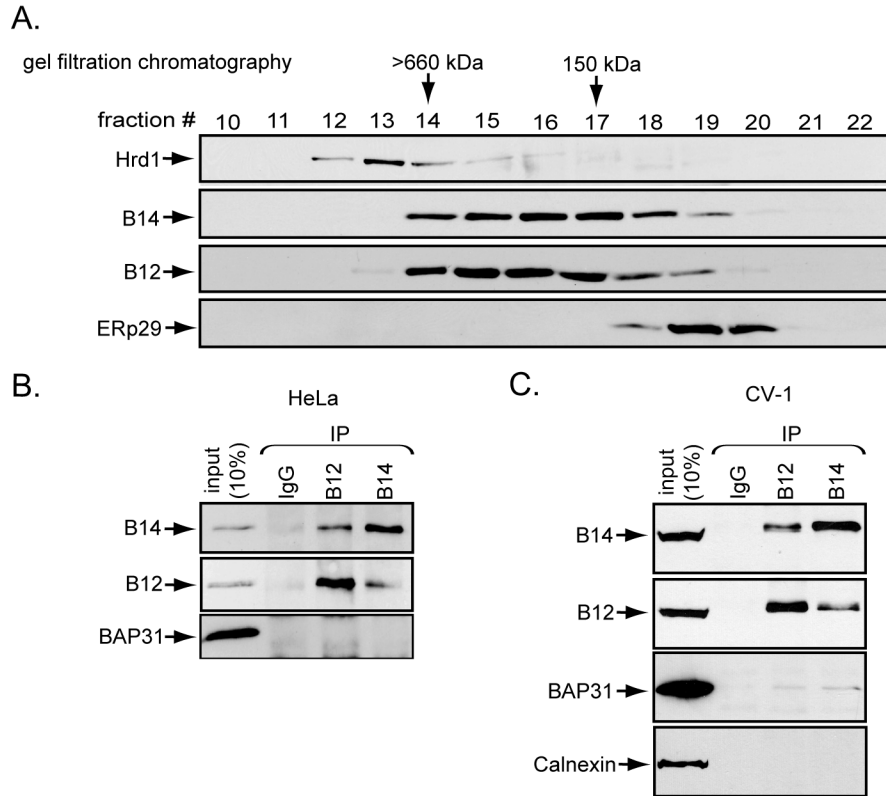 A.
gel filtration chromatography
>660 kDa 150 kDa
fraction # 10 11 12 13 14 15 16 17 18 19 20 21 22
Hrd1
B14
B12
ERp29
B.
HeLa
IP
input (10%) IgG B12 B14
B14
B12
BAP31
C.
CV-1
IP
input (10%) IgG B12 B14
B14
B12
BAP31
Calnexin